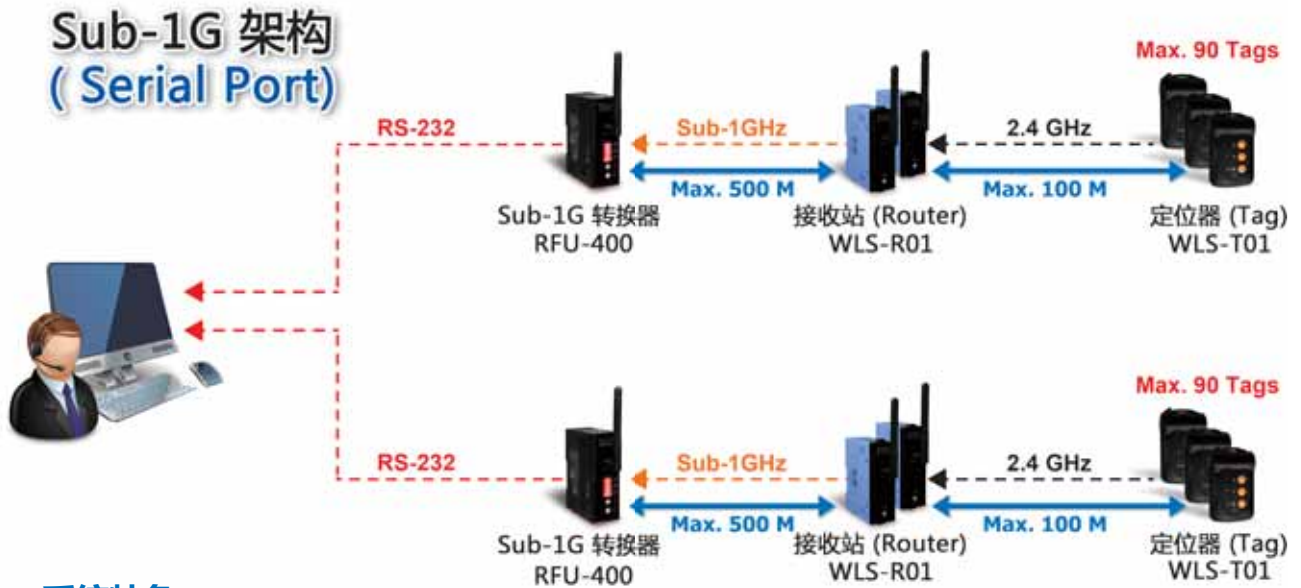 Sub-1G 架构
( Serial Port)
Max. 90 Tags
RS-232
Sub-1GHz
2.4 GHz
Max. 500 M
Max. 100 M
Sub-1G 转换器
RFU-400
接收站 (Router)
WLS-R01
定位器 (Tag)
WLS-T01
Max. 90 Tags
RS-232
Sub-1GHz
2.4 GHz
Max. 500 M
Max. 100 M
Sub-1G 转换器
RFU-400
接收站 (Router)
WLS-R01
定位器 (Tag)
WLS-T01